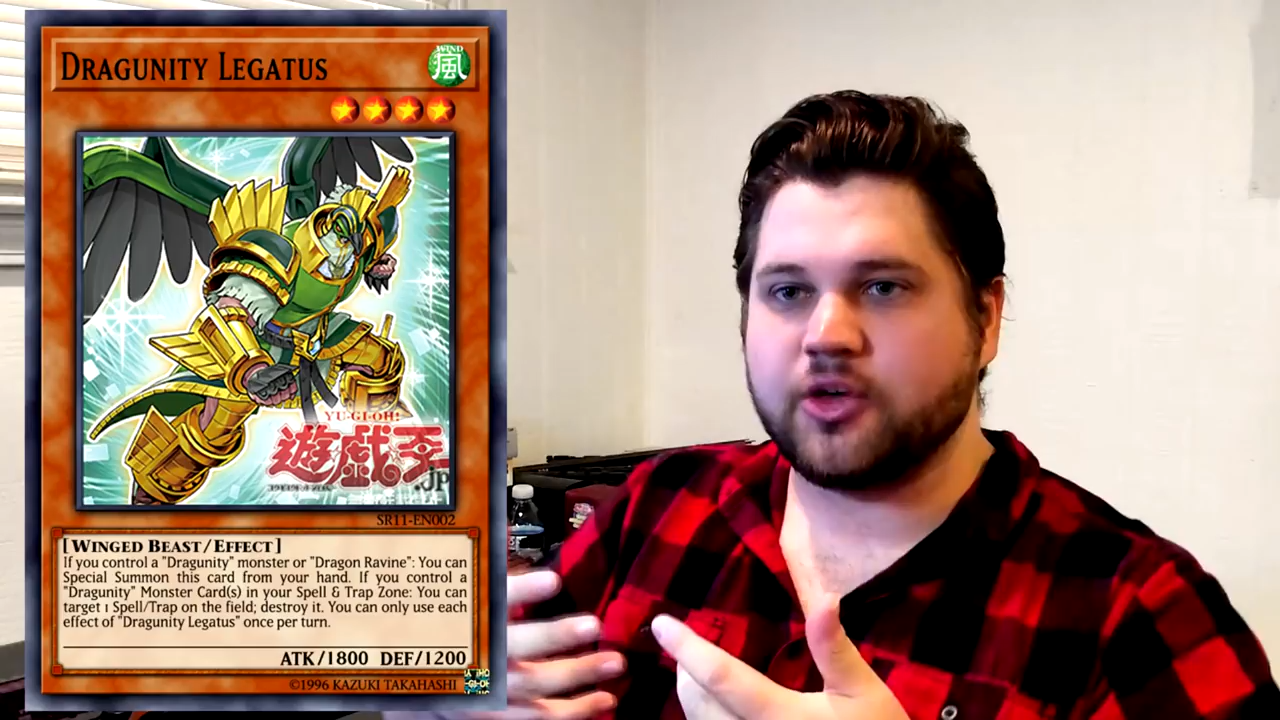 DRAGUNITY LEGATUS
WIND
風
YU-GI-OH!
遊戯王
.jp
SR11-EN002
[WINGED BEAST/EFFECT]
If you control a "Dragunity" monster or "Dragon Ravine": You can
Special Summon this card from your hand. If you control a
"Dragunity" Monster Card(s) in your Spell & Trap Zone: You can
target 1 Spell/Trap on the field; destroy it. You can only use each
effect of "Dragunity Legatus" once per turn.
ATK/1800 DEF/1200
©1996 KAZUKI TAKAHASHI